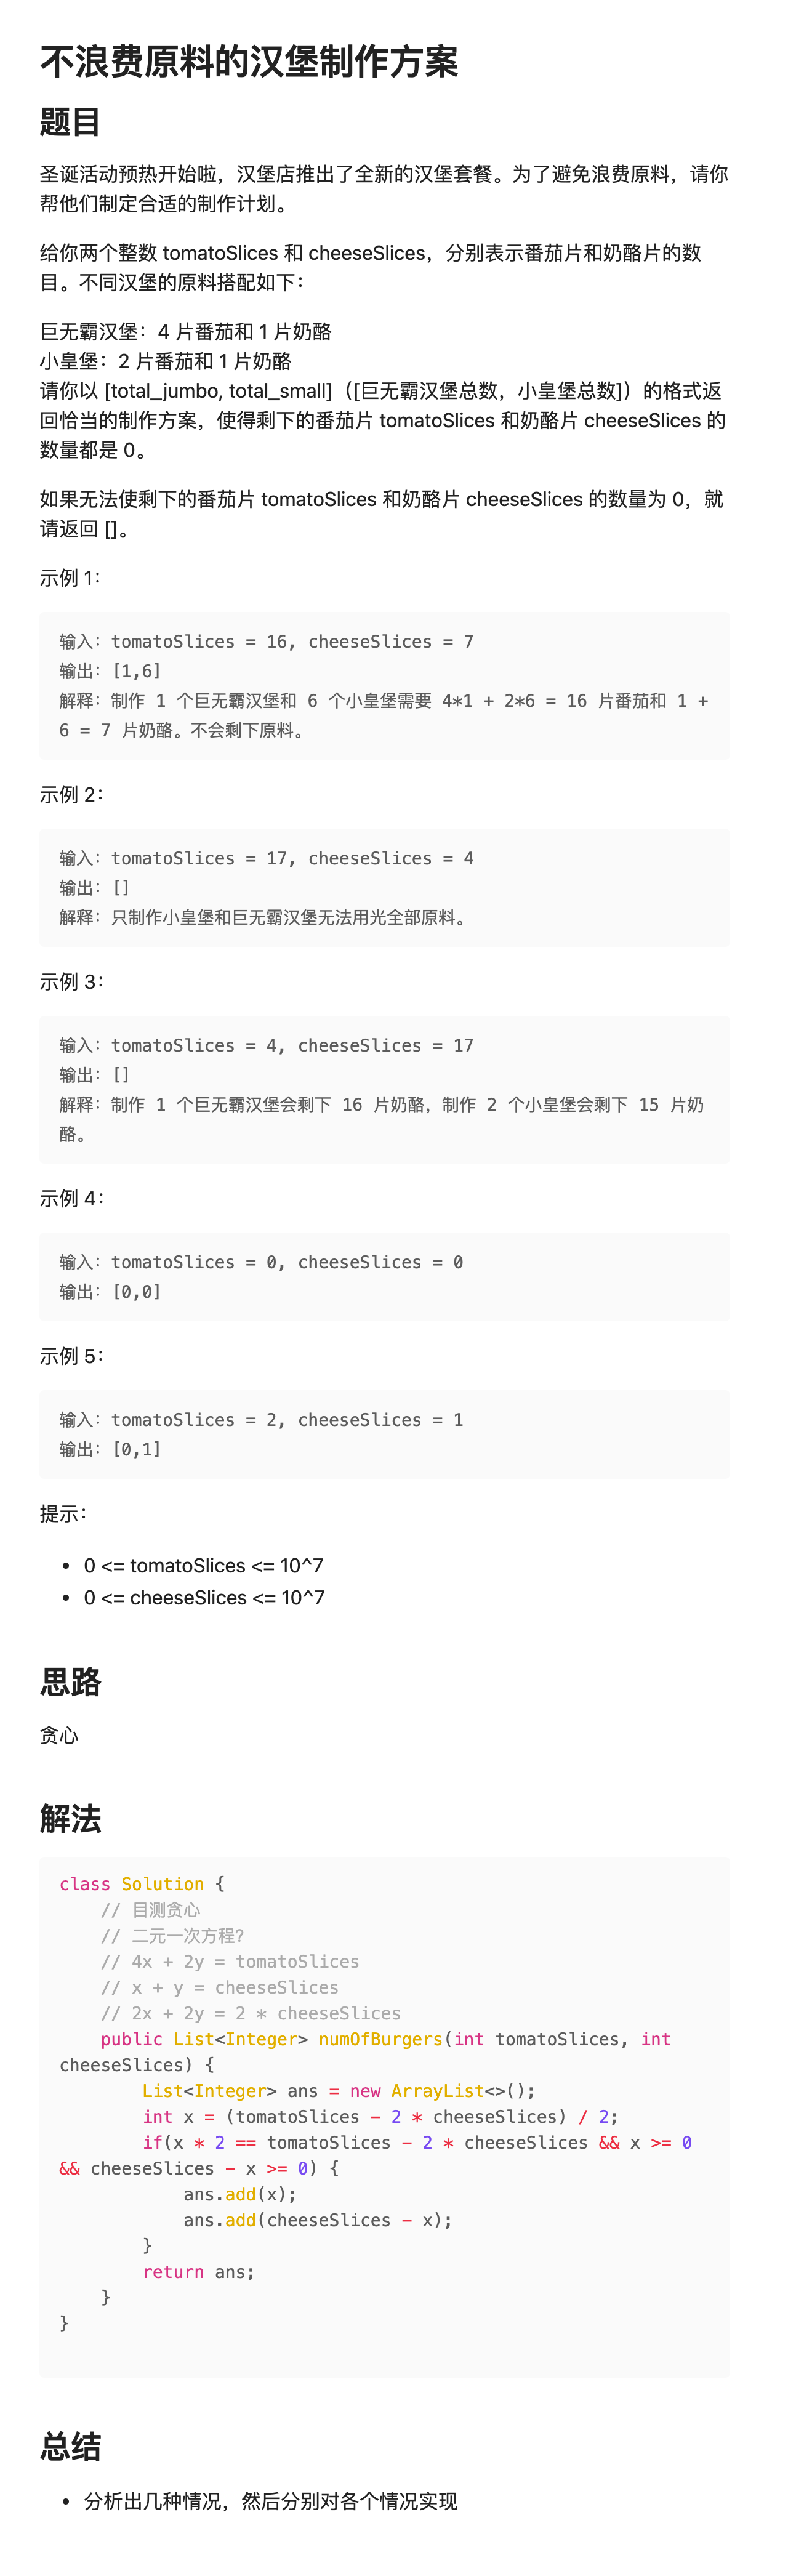 不浪费原料的汉堡制作方案
题目
圣诞活动预热开始啦，汉堡店推出了全新的汉堡套餐。为了避免浪费原料，请你
帮他们制定合适的制作计划。
给你两个整数 tomatoSlices 和 cheeseSlices，分别表示番茄片和奶酪片的数
目。不同汉堡的原料搭配如下：
巨无霸汉堡：4 片番茄和 1 片奶酪
小皇堡：2 片番茄和 1 片奶酪
请你以 [total_jumbo, total_small]（[巨无霸汉堡总数，小皇堡总数]）的格式返
回恰当的制作方案，使得剩下的番茄片 tomatoSlices 和奶酪片 cheeseSlices 的
数量都是 0。
如果无法使剩下的番茄片 tomatoSlices 和奶酪片 cheeseSlices 的数量为 0，就
请返回 []。
示例 1：
输入：tomatoSlices = 16, cheeseSlices = 7
输出：[1,6]
解释：制作 1 个巨无霸汉堡和 6 个小皇堡需要 4*1 + 2*6 = 16 片番茄和 1 +
6 = 7 片奶酪。不会剩下原料。
示例 2：
输入：tomatoSlices = 17, cheeseSlices = 4
输出：[]
解释：只制作小皇堡和巨无霸汉堡无法用光全部原料。
示例 3：
输入：tomatoSlices = 4, cheeseSlices = 17
输出：[]
解释：制作 1 个巨无霸汉堡会剩下 16 片奶酪，制作 2 个小皇堡会剩下 15 片奶
酪。
示例 4：
输入：tomatoSlices = 0, cheeseSlices = 0
输出：[0,0]
示例 5：
输入：tomatoSlices = 2, cheeseSlices = 1
输出：[0,1]
提示：
• 0 <= tomatoSlices <= 10^7
• 0 <= cheeseSlices <= 10^7
思路
贪心
解法
class Solution {
    // 目测贪心
    // 二元一次方程？
    // 4x + 2y = tomatoSlices
    // x + y = cheeseSlices
    // 2x + 2y = 2 * cheeseSlices
    public List<Integer> numOfBurgers(int tomatoSlices, int
cheeseSlices) {
        List<Integer> ans = new ArrayList<>();
        int x = (tomatoSlices - 2 * cheeseSlices) / 2;
        if(x * 2 == tomatoSlices - 2 * cheeseSlices && x >= 0
&& cheeseSlices - x >= 0) {
            ans.add(x);
            ans.add(cheeseSlices - x);
        }
        return ans;
    }
}
总结
• 分析出几种情况，然后分别对各个情况实现